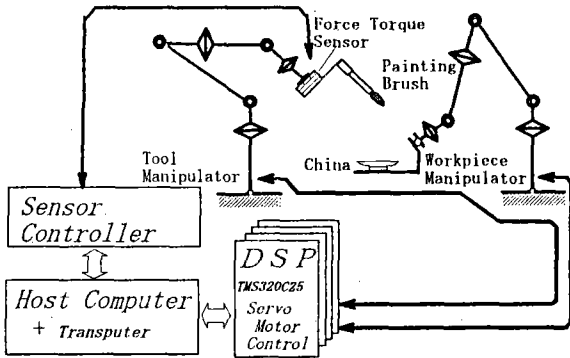 Force Torque
Sensor
Painting
Brush
China
Tool
Manipulator
Workpiece
Manipulator
Sensor
Controller
Host Computer
+ Transputer
DSP
TMS320C25
Servo
Motor
Control